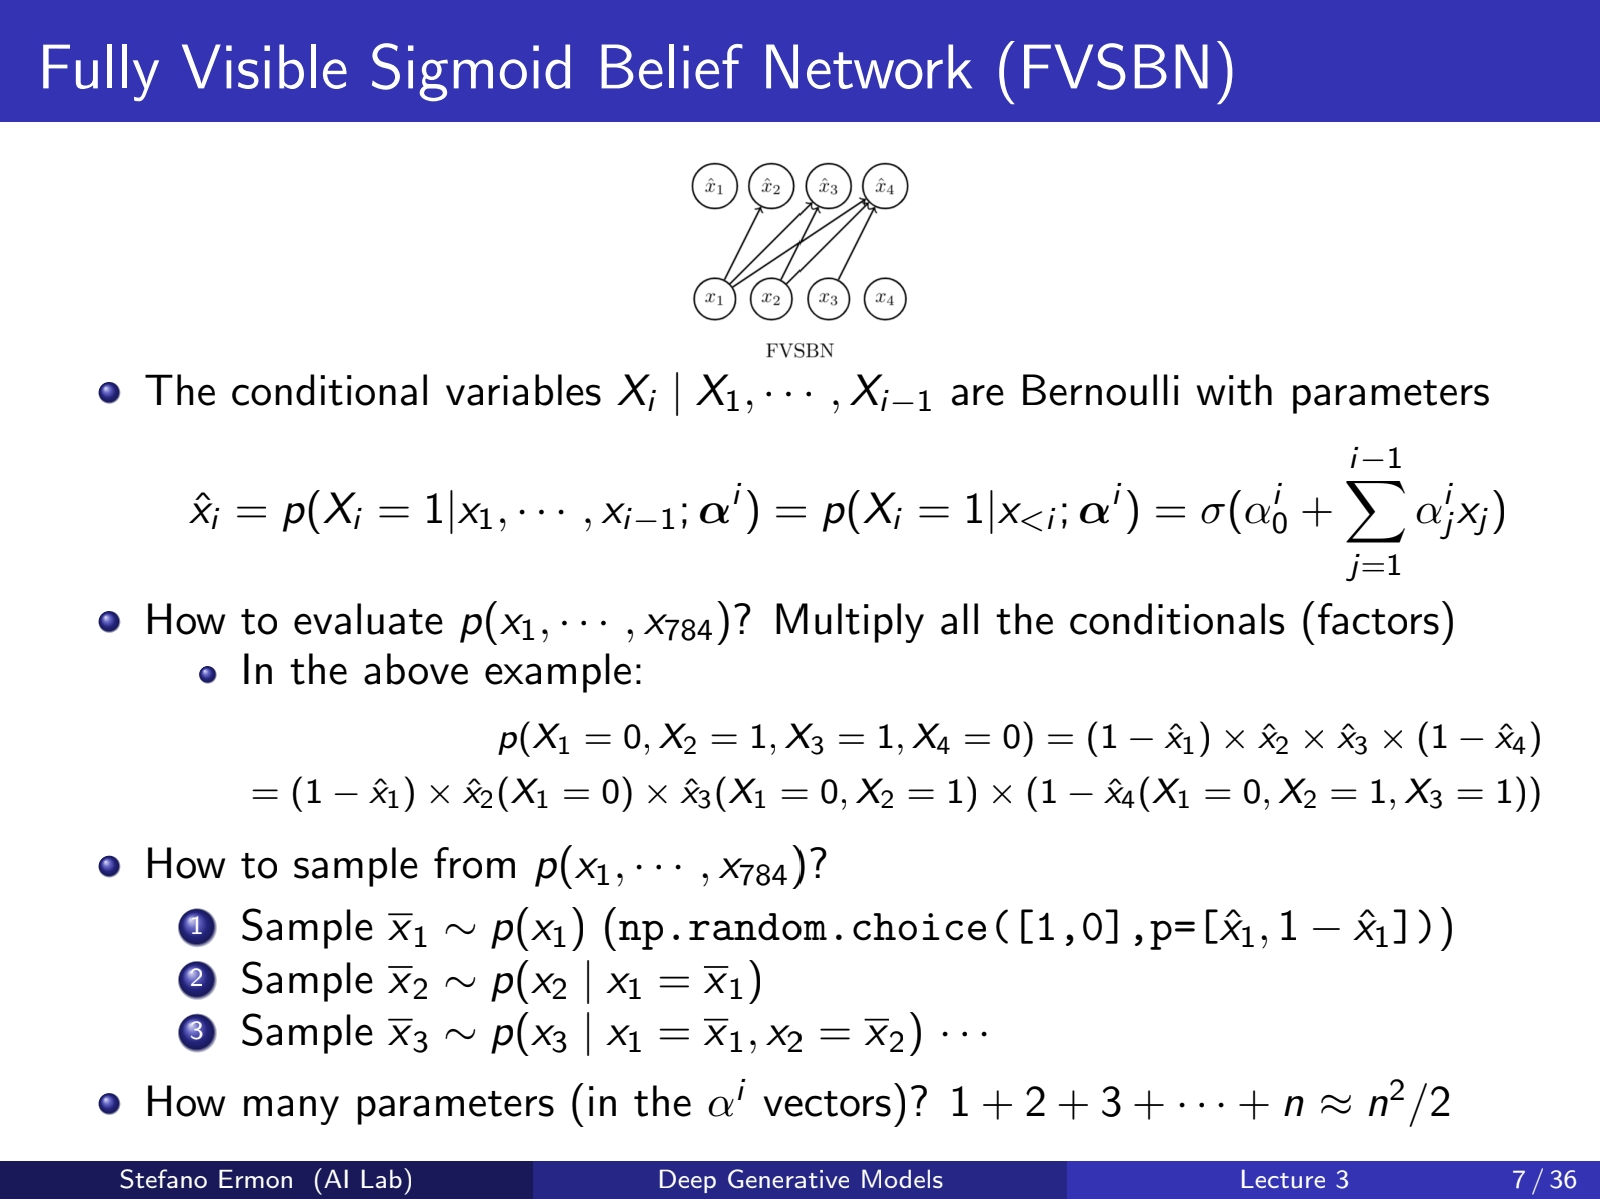 Fully Visible Sigmoid Belief Network (FVSBN)
x̂₁ x̂₂ x̂₃ x̂₄
x₁ x₂ x₃ x₄
FVSBN
The conditional variables Xᵢ | X₁, ⋯ , Xᵢ₋₁ are Bernoulli with parameters
x̂ᵢ = p(Xᵢ = 1|x₁, ⋯ , xᵢ₋₁; 𝜶ⁱ) = p(Xᵢ = 1|x_{<i}; 𝜶ⁱ) = σ(α₀ⁱ + ∑_{j=1}^{i−1} αⱼⁱxⱼ)
How to evaluate p(x₁, ⋯ , x₇₈₄)? Multiply all the conditionals (factors)
In the above example:
p(X₁ = 0, X₂ = 1, X₃ = 1, X₄ = 0) = (1 − x̂₁) × x̂₂ × x̂₃ × (1 − x̂₄)
= (1 − x̂₁) × x̂₂(X₁ = 0) × x̂₃(X₁ = 0, X₂ = 1) × (1 − x̂₄(X₁ = 0, X₂ = 1, X₃ = 1))
How to sample from p(x₁, ⋯ , x₇₈₄)?
1 Sample x̅₁ ∼ p(x₁) (np.random.choice([1,0],p=[x̂₁, 1 − x̂₁]))
2 Sample x̅₂ ∼ p(x₂ | x₁ = x̅₁)
3 Sample x̅₃ ∼ p(x₃ | x₁ = x̅₁, x₂ = x̅₂) ⋯
How many parameters (in the αⁱ vectors)? 1 + 2 + 3 + ⋯ + n ≈ n²/2
Stefano Ermon (AI Lab) Deep Generative Models Lecture 3 7 / 36